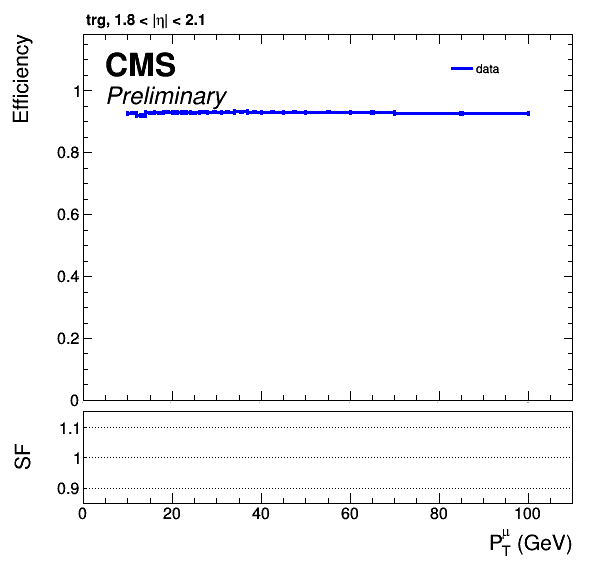 trg, 1.8 < |η| < 2.1
CMS
Preliminary
data
Efficiency
1
0.8
0.6
0.4
0.2
0
SF
1.1
1
0.9
0 20 40 60 80 100
P_T^μ (GeV)